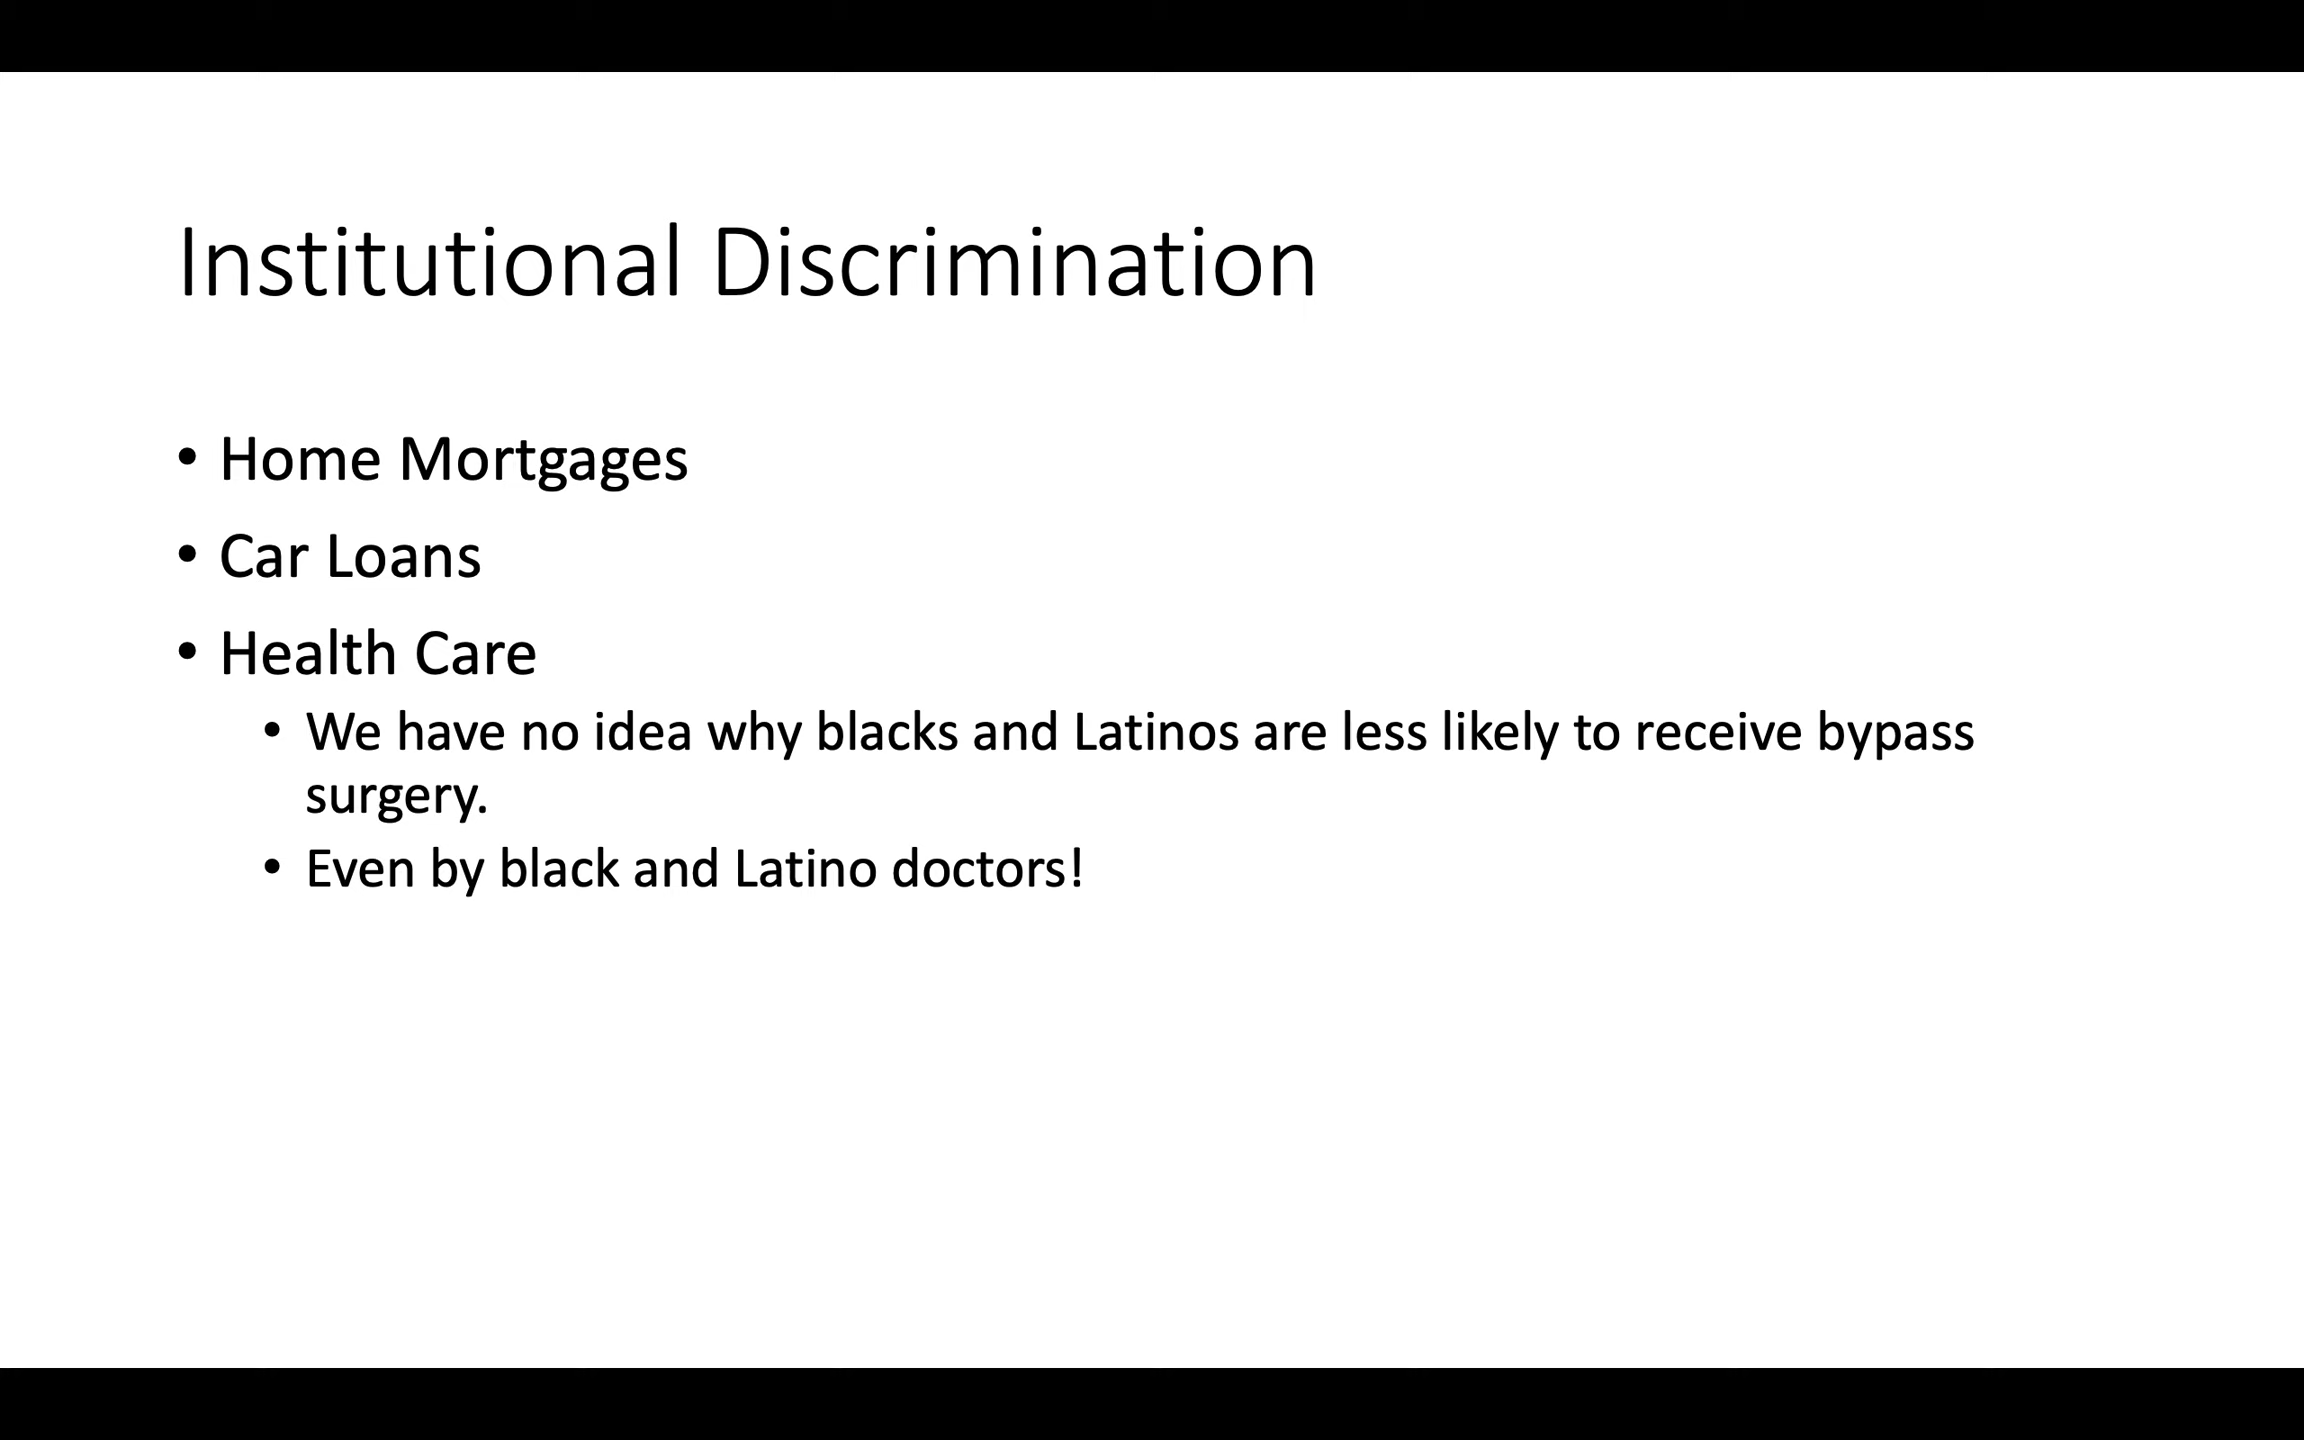 Institutional Discrimination
• Home Mortgages
• Car Loans
• Health Care
• We have no idea why blacks and Latinos are less likely to receive bypass
surgery.
• Even by black and Latino doctors!